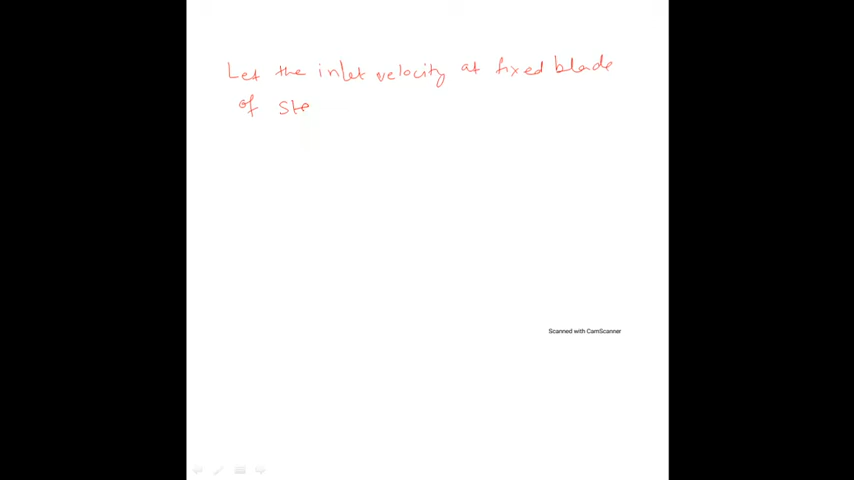 Let the inlet velocity at fixed blade
of Ste
Scanned with CamScanner